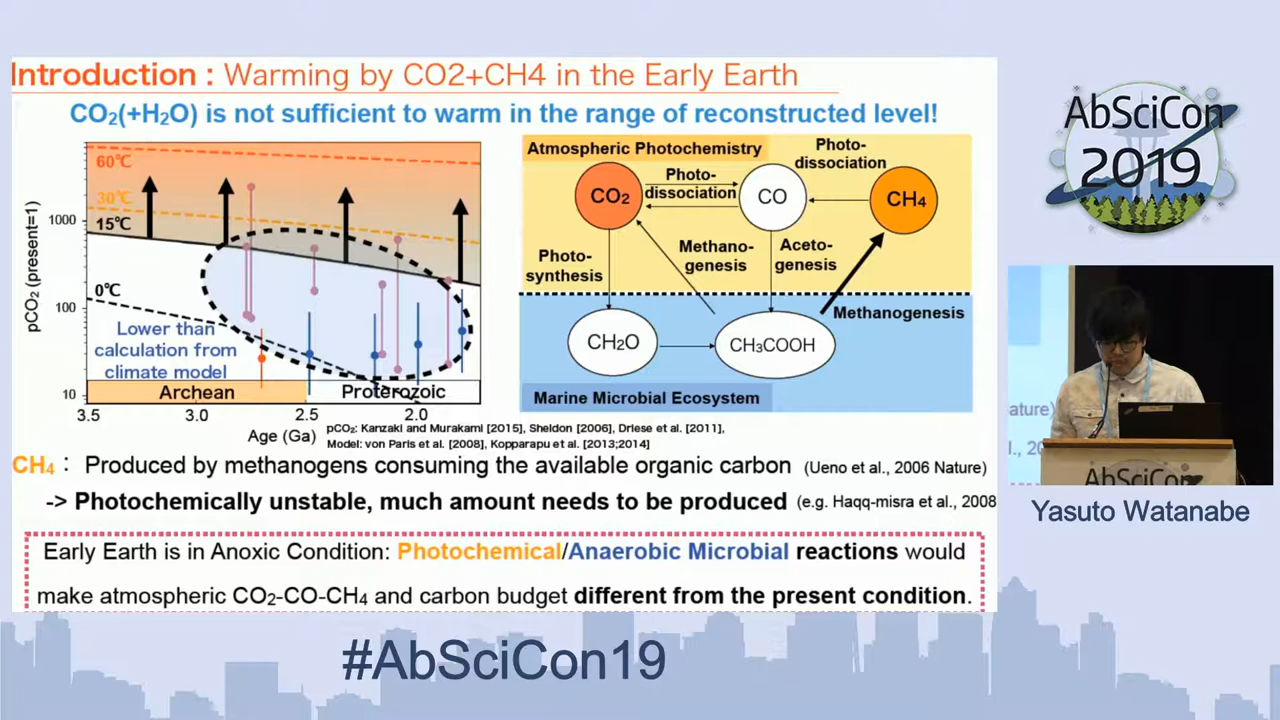 Introduction : Warming by CO2+CH4 in the Early Earth
CO₂(+H₂O) is not sufficient to warm in the range of reconstructed level!
60℃
30℃
15℃
0℃
1000
100
10
pCO₂ (present=1)
Lower than
calculation from
climate model
Archean
Proterozoic
3.5
3.0
2.5
2.0
Age (Ga)
Atmospheric Photochemistry
Photo-
dissociation
Photo-
dissociation
CO₂
CO
CH₄
Photo-
synthesis
Methano-
genesis
Aceto-
genesis
Methanogenesis
CH₂O
CH₃COOH
Marine Microbial Ecosystem
pCO₂: Kanzaki and Murakami [2015], Sheldon [2006], Driese et al. [2011],
Model: von Paris et al. [2008], Kopparapu et al. [2013;2014]
CH₄ : Produced by methanogens consuming the available organic carbon (Ueno et al., 2006 Nature)
-> Photochemically unstable, much amount needs to be produced (e.g. Haqq-misra et al., 2008
Early Earth is in Anoxic Condition: Photochemical/Anaerobic Microbial reactions would
make atmospheric CO₂-CO-CH₄ and carbon budget different from the present condition.
AbSciCon
2019
ature)
., 20
AbSciCon
Yasuto Watanabe
#AbSciCon19